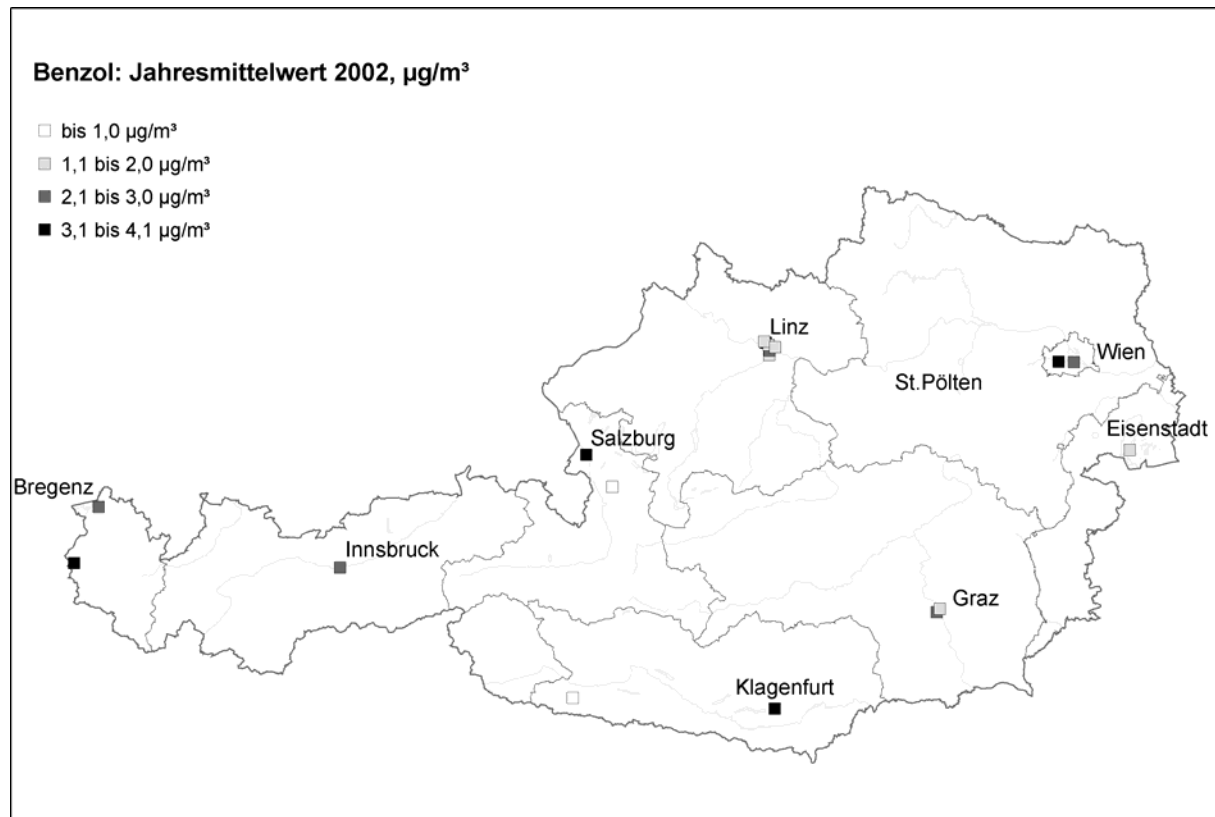 Benzol: Jahresmittelwert 2002, µg/m³
bis 1,0 µg/m³
1,1 bis 2,0 µg/m³
2,1 bis 3,0 µg/m³
3,1 bis 4,1 µg/m³
Linz
Wien
St.Pölten
Eisenstadt
Salzburg
Bregenz
Innsbruck
Graz
Klagenfurt